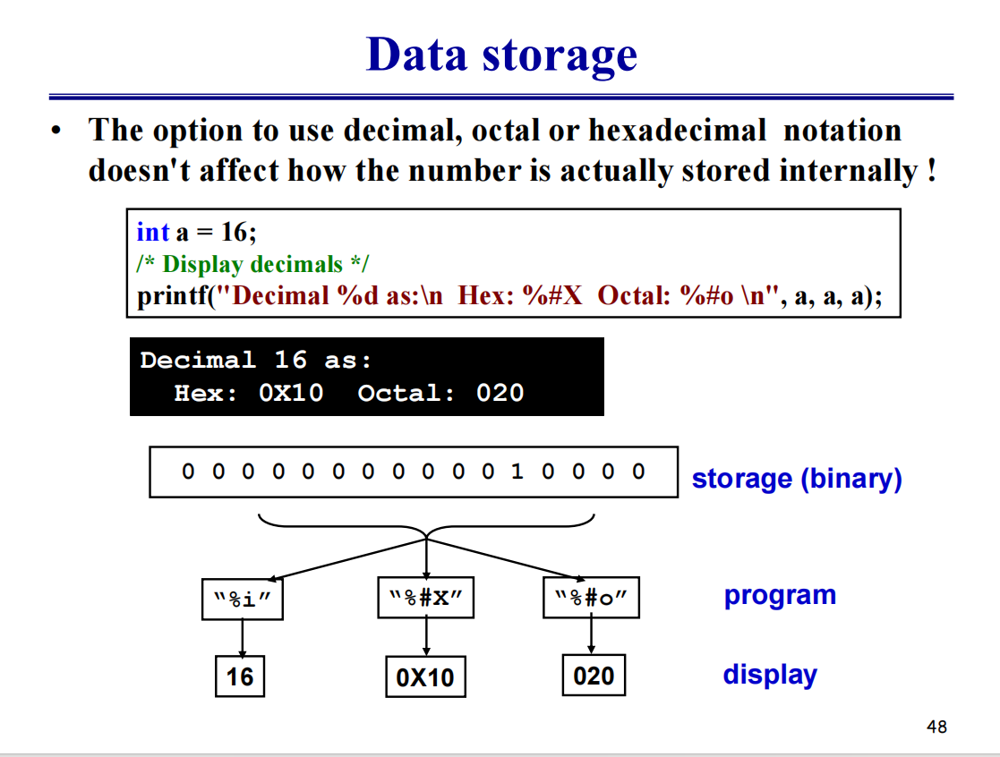 Data storage
• The option to use decimal, octal or hexadecimal notation
doesn't affect how the number is actually stored internally !
int a = 16;
/* Display decimals */
printf("Decimal %d as:\n  Hex: %#X  Octal: %#o \n", a, a, a);
Decimal 16 as:
  Hex: 0X10  Octal: 020
0 0 0 0 0 0 0 0 0 0 0 1 0 0 0 0
storage (binary)
“%i” “%#X” “%#o” program
16 0X10 020 display
48